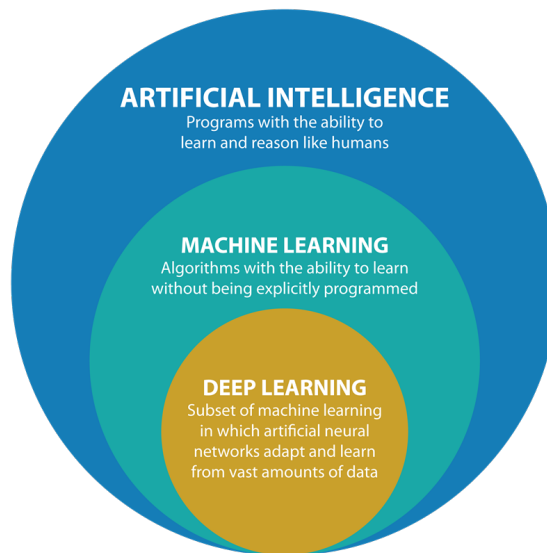 ARTIFICIAL INTELLIGENCE
Programs with the ability to
learn and reason like humans
MACHINE LEARNING
Algorithms with the ability to learn
without being explicitly programmed
DEEP LEARNING
Subset of machine learning
in which artificial neural
networks adapt and learn
from vast amounts of data